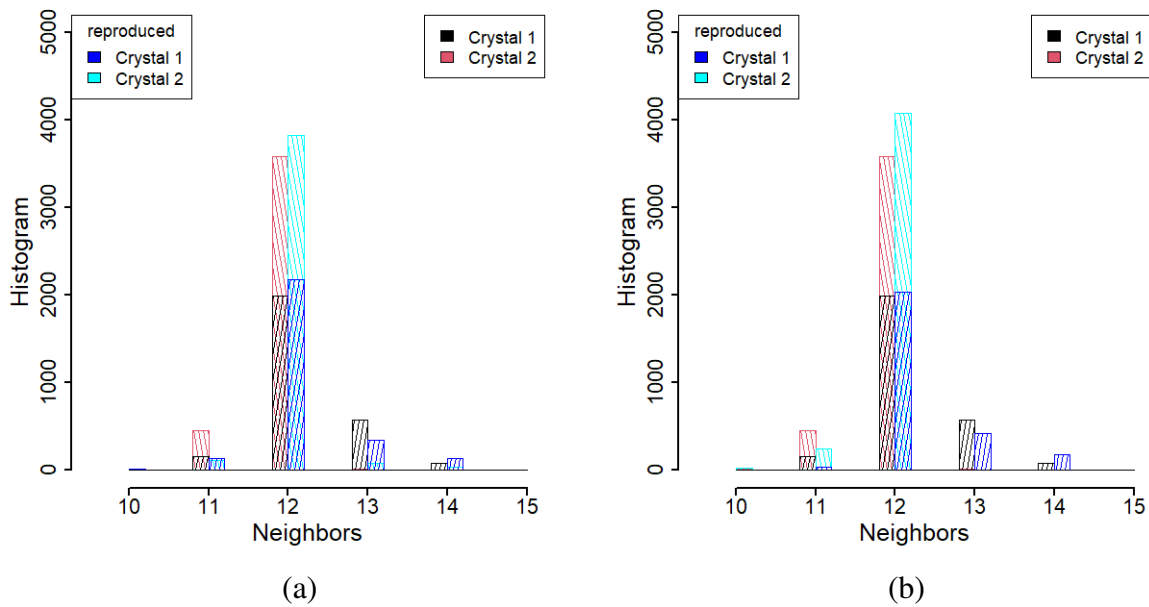 reproduced
Crystal 1
Crystal 2
Crystal 1
Crystal 2
Histogram
0 1000 2000 3000 4000 5000
10 11 12 13 14 15
Neighbors
(a)
reproduced
Crystal 1
Crystal 2
Crystal 1
Crystal 2
Histogram
0 1000 2000 3000 4000 5000
10 11 12 13 14 15
Neighbors
(b)